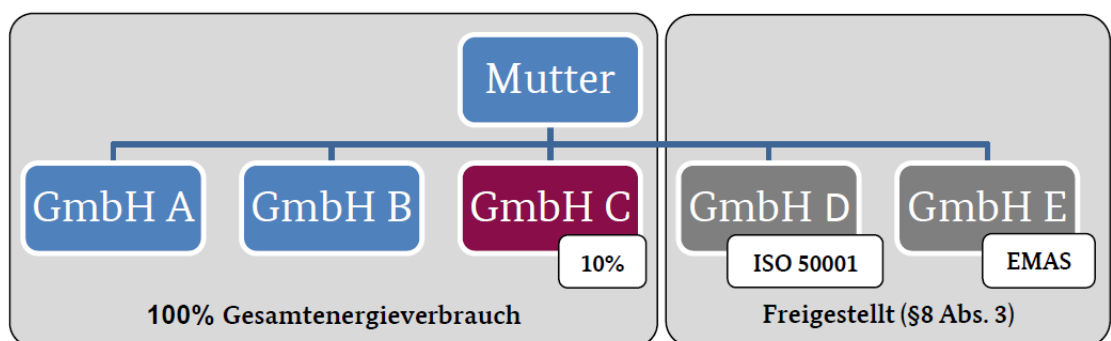 Mutter
GmbH A
GmbH B
GmbH C
GmbH D
GmbH E
10%
ISO 50001
EMAS
100% Gesamtenergieverbrauch
Freigestellt (§8 Abs. 3)